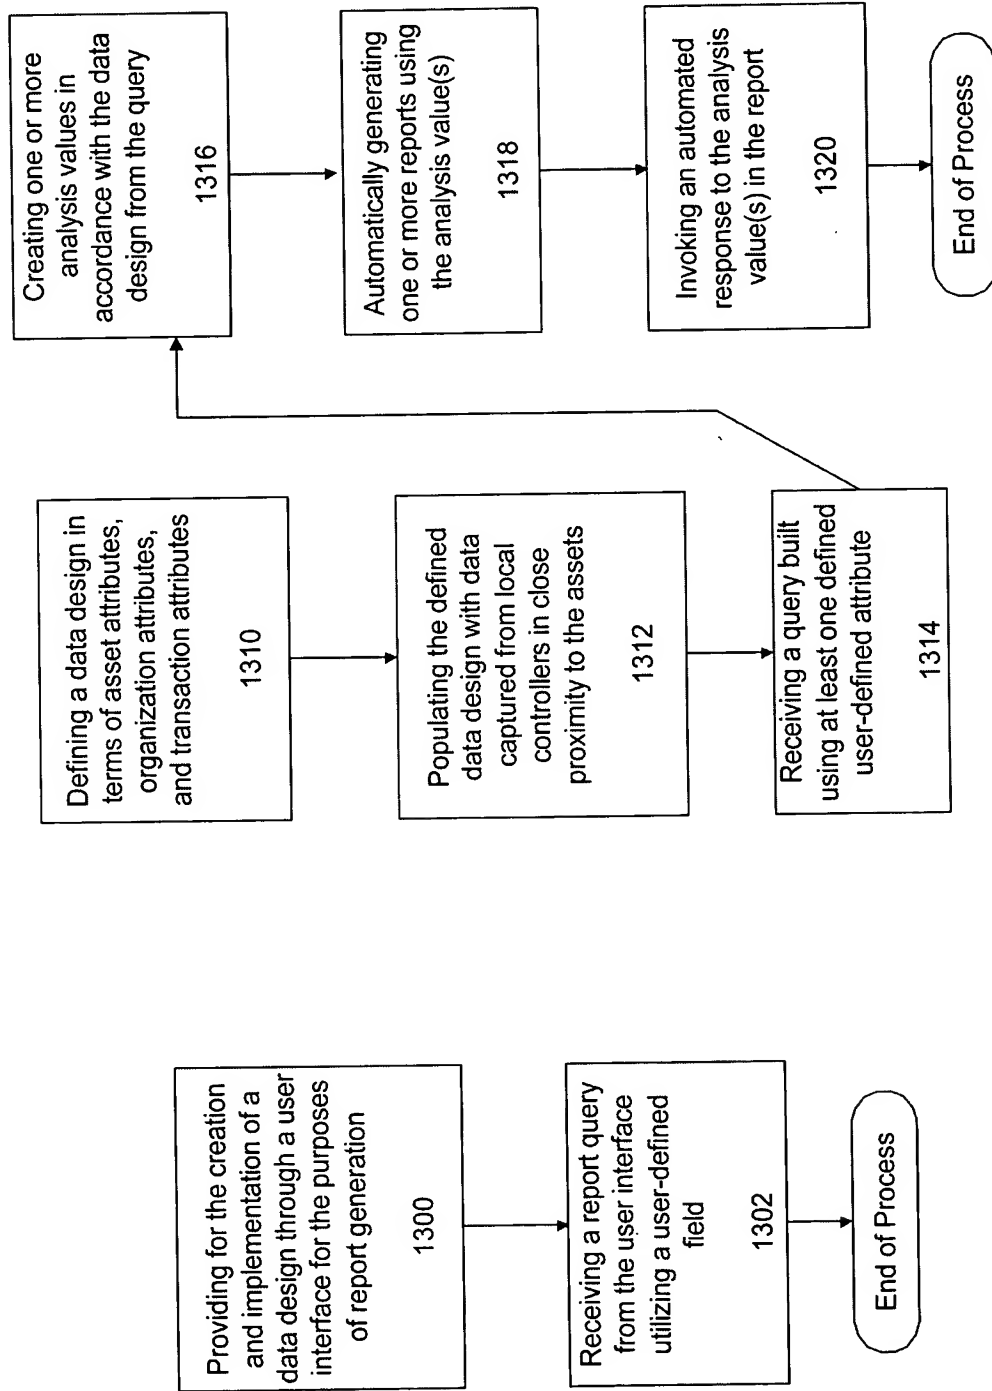 Providing for the creation
and implementation of a
data design through a user
interface for the purposes
of report generation
1300
Receiving a report query
from the user interface
utilizing a user-defined
field
1302
End of Process
Defining a data design in
terms of asset attributes,
organization attributes,
and transaction attributes
1310
Populating the defined
data design with data
captured from local
controllers in close
proximity to the assets
1312
Receiving a query built
using at least one defined
user-defined attribute
1314
Creating one or more
analysis values in
accordance with the data
design from the query
1316
Automatically generating
one or more reports using
the analysis value(s)
1318
Invoking an automated
response to the analysis
value(s) in the report
1320
End of Process